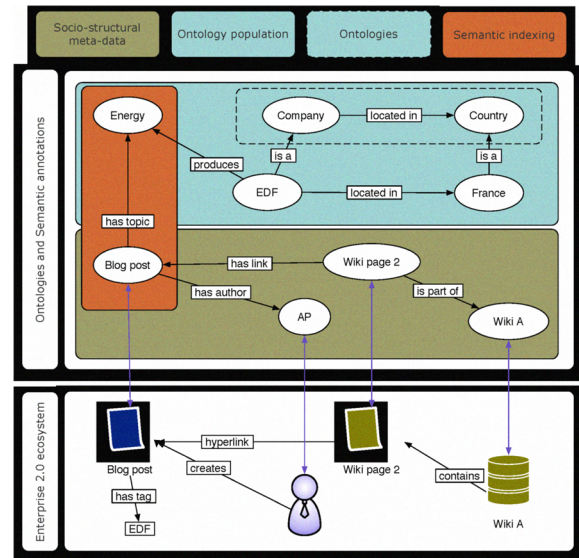 Socio-structural
meta-data
Ontology population
Ontologies
Semantic indexing
Ontologies and Semantic annotations
Energy
Company
located in
Country
produces
is a
is a
EDF
located in
France
has topic
Blog post
has link
Wiki page 2
has author
is part of
AP
Wiki A
Enterprise 2.0 ecosystem
hyperlink
Blog post
Wiki page 2
creates
contains
has tag
EDF
Wiki A